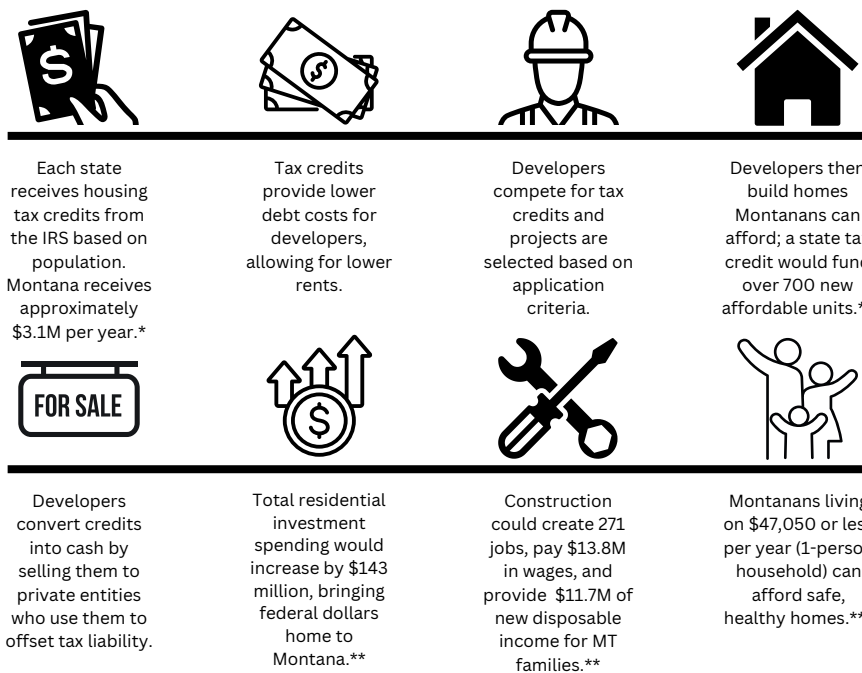 Each state
receives housing
tax credits from
the IRS based on
population.
Montana receives
approximately
$3.1M per year.*
Tax credits
provide lower
debt costs for
developers,
allowing for lower
rents.
Developers
compete for tax
credits and
projects are
selected based on
application
criteria.
Developers then
build homes
Montanans can
afford; a state
credit would fund
over 700 new
affordable units.*
FOR SALE
Developers
convert credits
into cash by
selling them to
private entities
who use them to
offset tax liability.
Total residential
investment
spending would
increase by $143
million, bringing
federal dollars
home to
Montana.**
Construction
could create 271
jobs, pay $13.8M
in wages, and
provide $11.7M of
new disposable
income for MT
families.**
Montanans living
on $47,050 or
per year
household) can
afford safe,
healthy homes.**